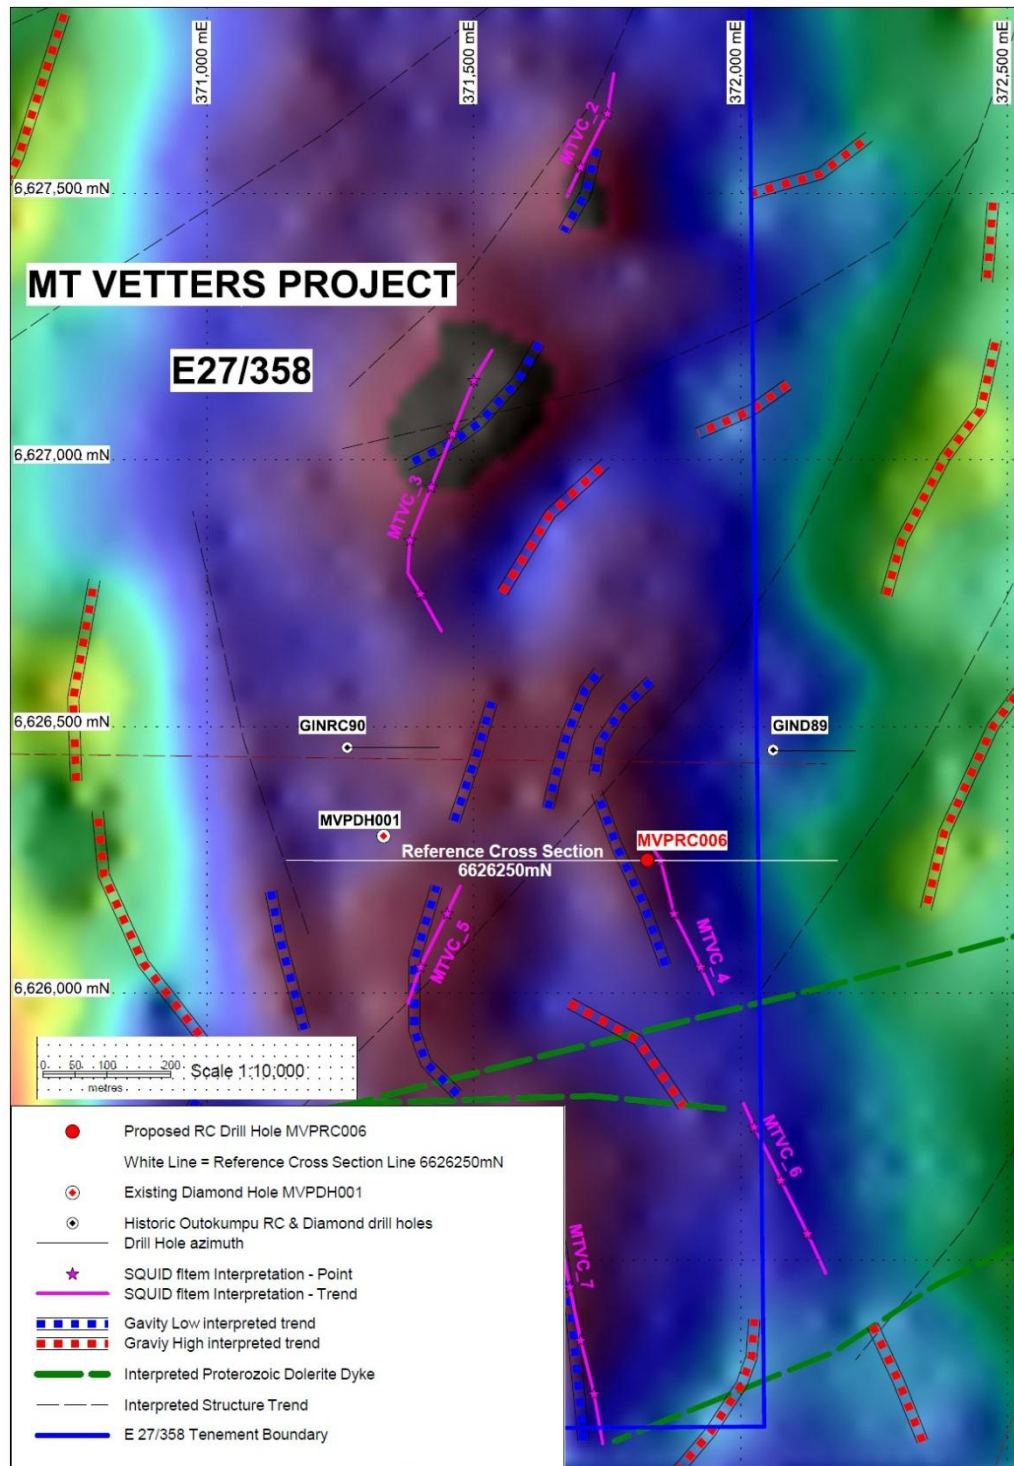 371,000 mE
371,500 mE
372,000 mE
372,500 mE
MTVC_2
6,627,500 mN
MT VETTERS PROJECT
E27/358
6,627,000 mN
MTVC_3
6,626,500 mN
GINRC90
GIND89
MVPDH001
MVPRC006
Reference Cross Section
6626250mN
MTVC_5
MTVC_4
6,626,000 mN
0 50 100 200
metres
Scale 1:10,000
MTVC_6
MTVC_7
Proposed RC Drill Hole MVPRC006
White Line = Reference Cross Section Line 6626250mN
Existing Diamond Hole MVPDH001
Historic Outokumpu RC & Diamond drill holes
Drill Hole azimuth
SQUID fltem Interpretation - Point
SQUID fltem Interpretation - Trend
Gavity Low interpreted trend
Graviy High interpreted trend
Interpreted Proterozoic Dolerite Dyke
Interpreted Structure Trend
E 27/358 Tenement Boundary